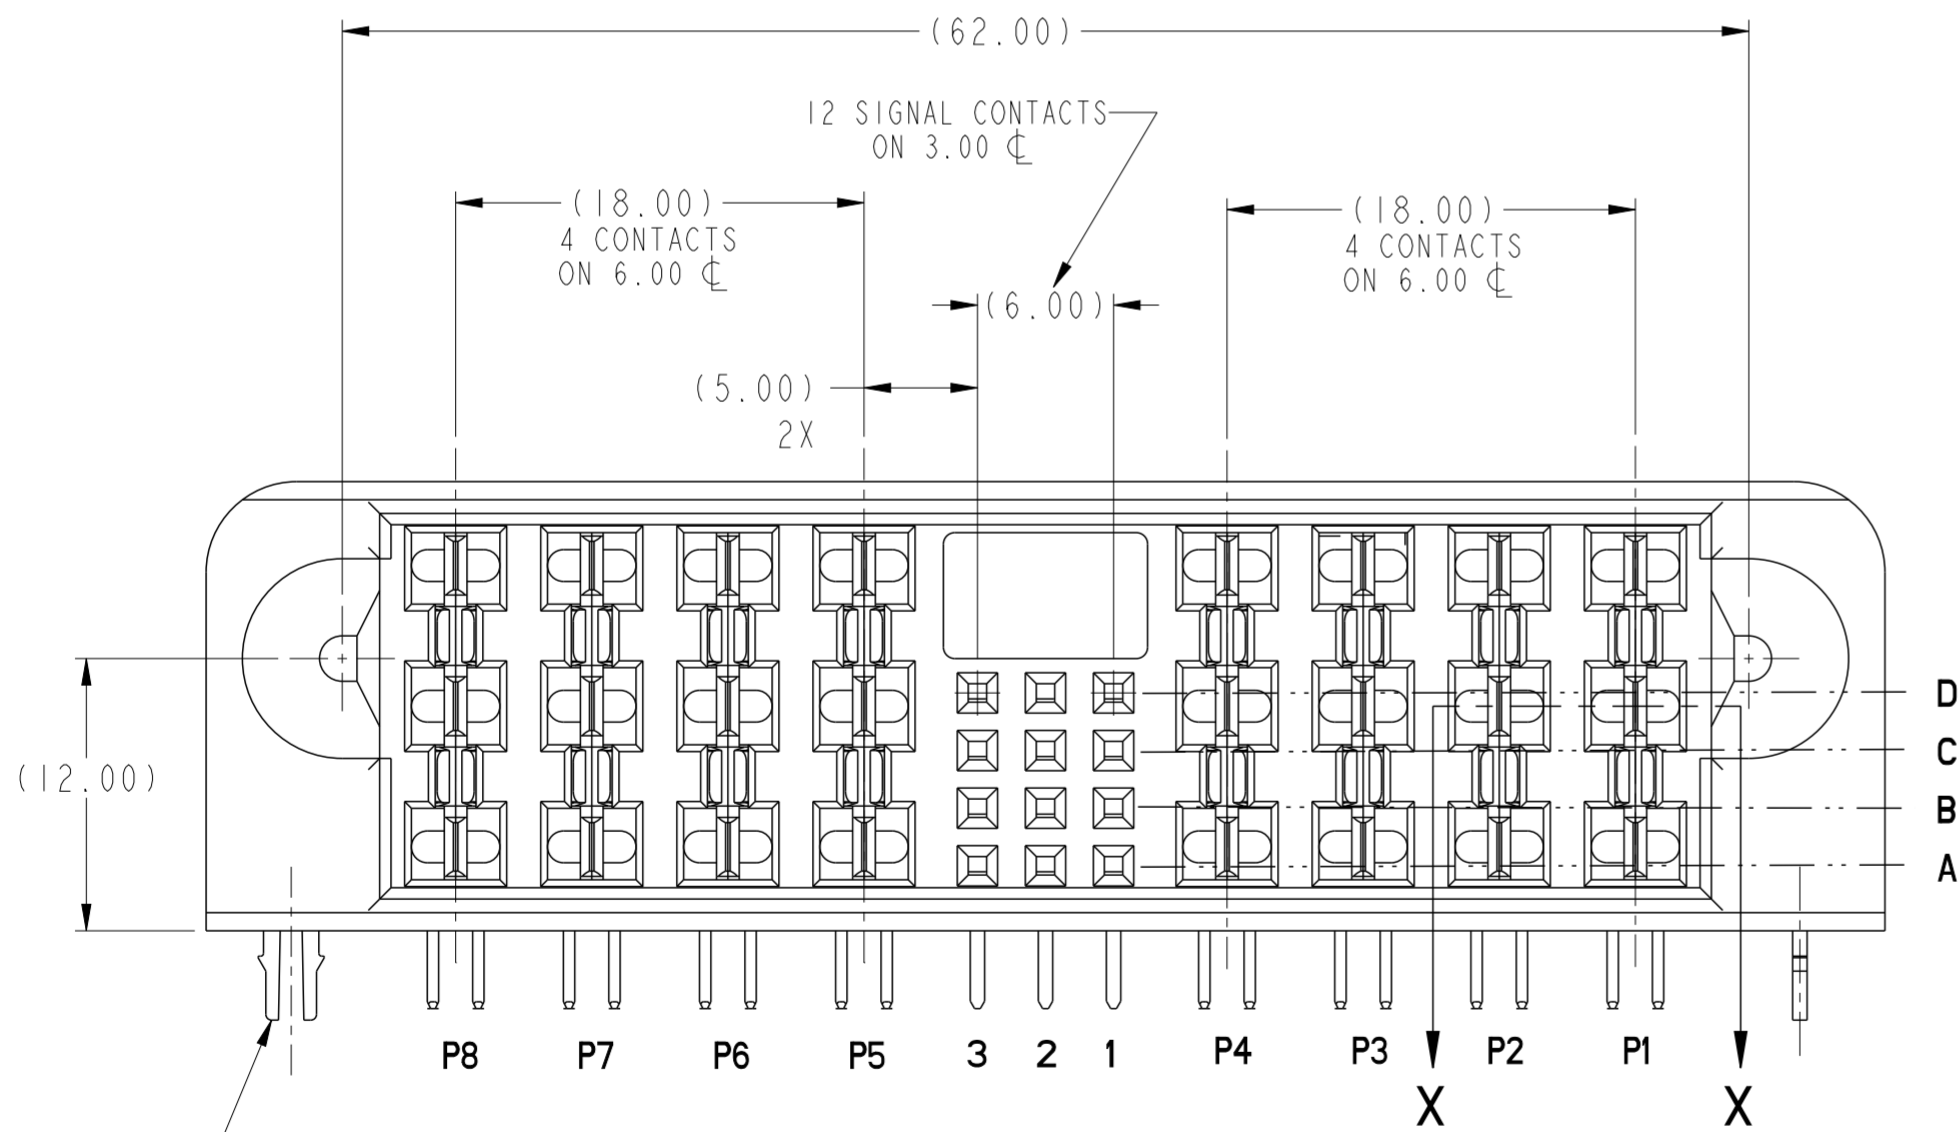 (62.00)
12 SIGNAL CONTACTS
ON 3.00 ℄
(18.00)
4 CONTACTS
ON 6.00 ℄
(18.00)
4 CONTACTS
ON 6.00 ℄
(6.00)
(5.00)
2X
D
C
(12.00)
B
A
P8 P7 P6 P5 3 2 1 P4 P3 P2 P1
X X